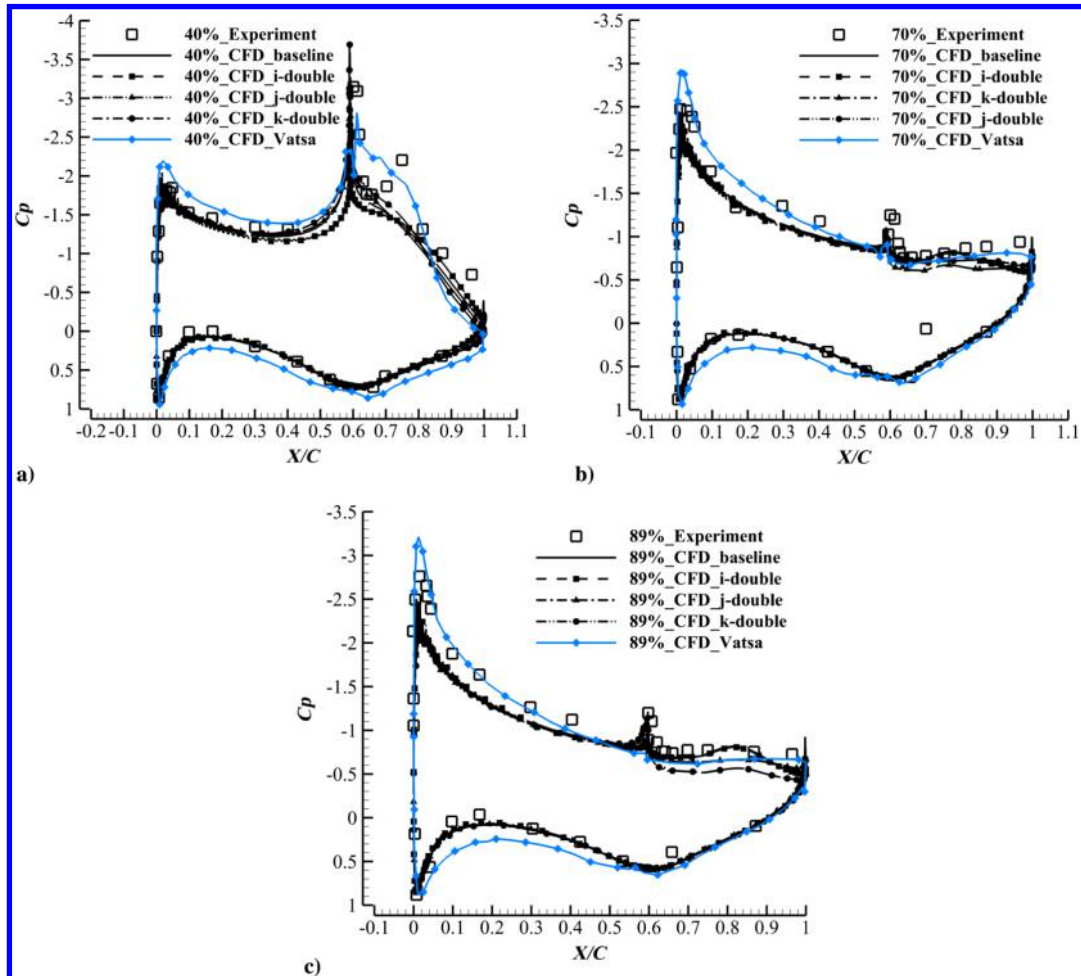 -4
-3.5
-3
-2.5
-2
-1.5
-1
-0.5
0
0.5
1
Cp
40%_Experiment
40%_CFD_baseline
40%_CFD_i-double
40%_CFD_j-double
40%_CFD_k-double
40%_CFD_Vatsa
-0.2 -0.1 0 0.1 0.2 0.3 0.4 0.5 0.6 0.7 0.8 0.9 1 1.1
X/C
a)
-3.5
-3
-2.5
-2
-1.5
-1
-0.5
0
0.5
1
Cp
70%_Experiment
70%_CFD_baseline
70%_CFD_i-double
70%_CFD_k-double
70%_CFD_j-double
70%_CFD_Vatsa
-0.1 0 0.1 0.2 0.3 0.4 0.5 0.6 0.7 0.8 0.9 1 1.1
X/C
b)
-3.5
-3
-2.5
-2
-1.5
-1
-0.5
0
0.5
1
Cp
89%_Experiment
89%_CFD_baseline
89%_CFD_i-double
89%_CFD_j-double
89%_CFD_k-double
89%_CFD_Vatsa
-0.1 0 0.1 0.2 0.3 0.4 0.5 0.6 0.7 0.8 0.9 1
X/C
c)